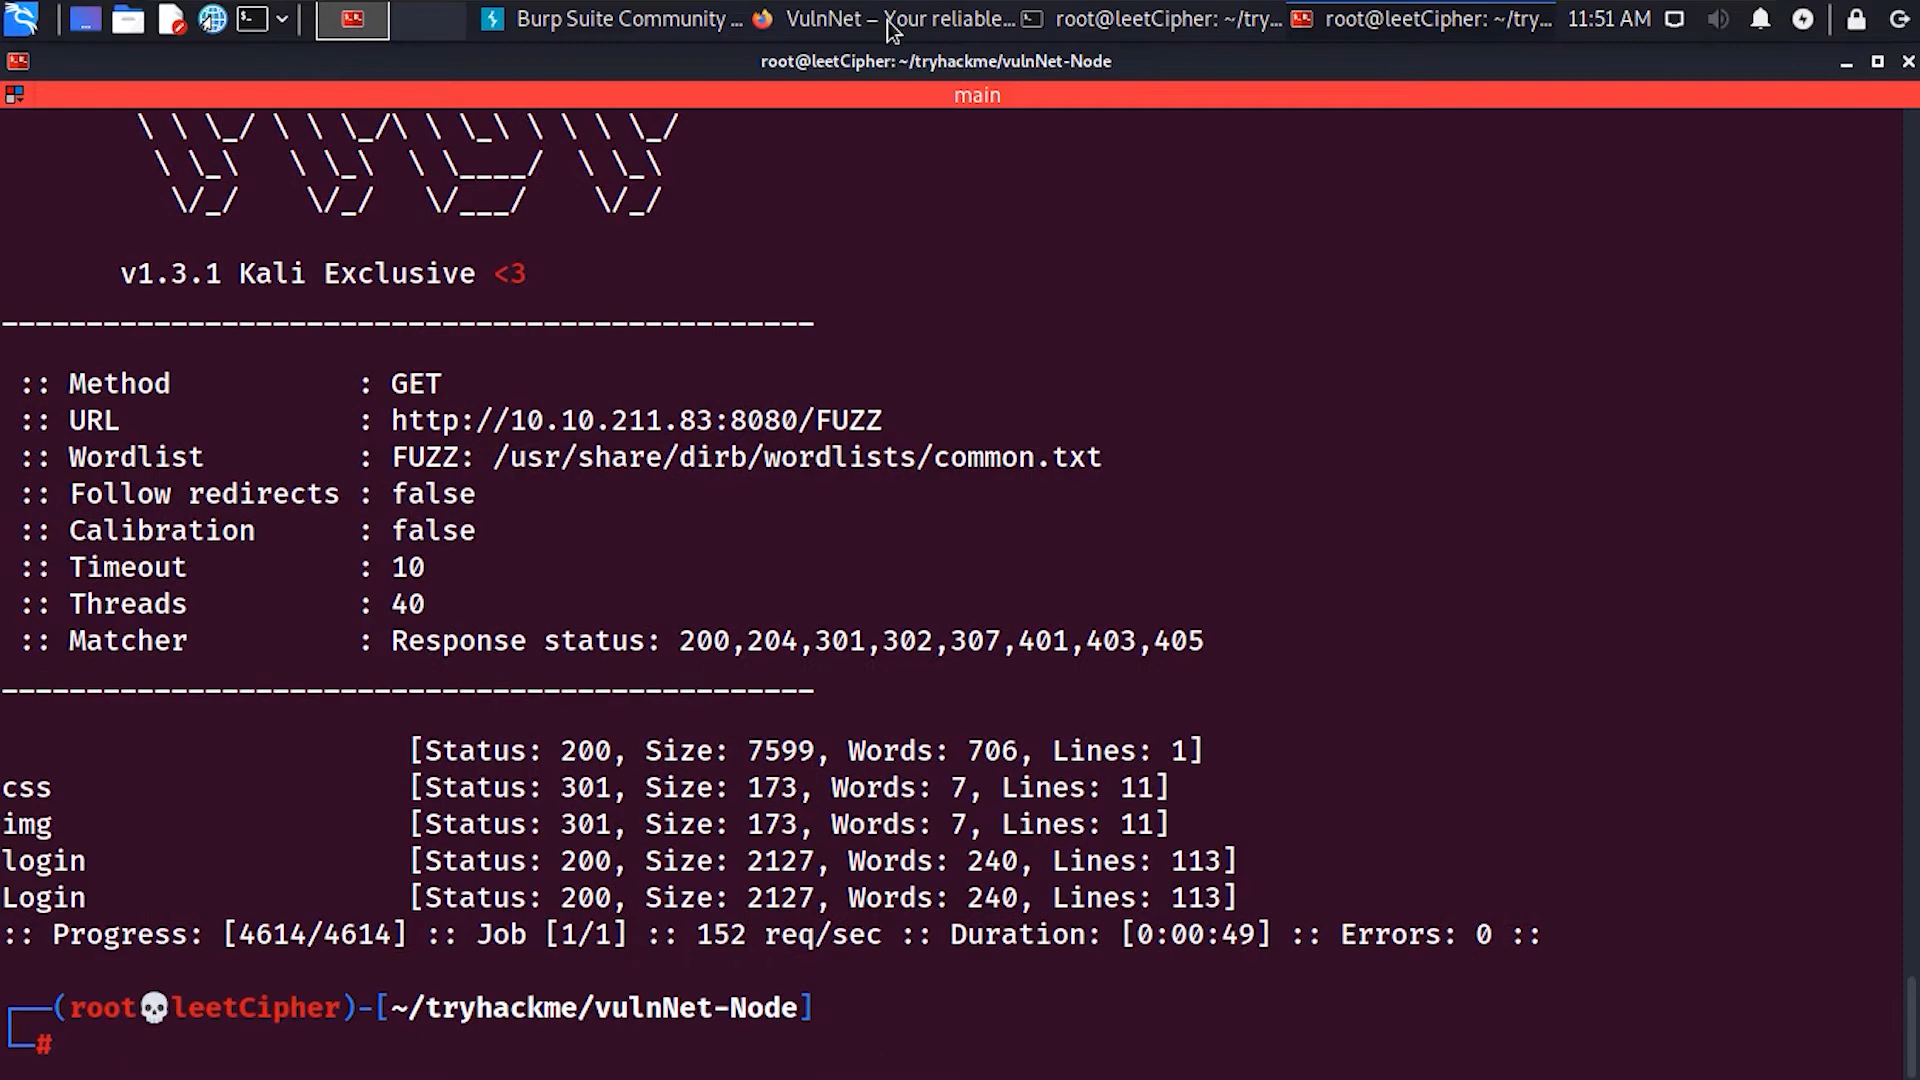 Burp Suite Community ...
VulnNet – Your reliable...
root@leetCipher: ~/try...
root@leetCipher: ~/try...
11:51 AM
root@leetCipher: ~/tryhackme/vulnNet-Node
main
v1.3.1 Kali Exclusive <3
________________________________________________
:: Method : GET
:: URL : http://10.10.211.83:8080/FUZZ
:: Wordlist : FUZZ: /usr/share/dirb/wordlists/common.txt
:: Follow redirects : false
:: Calibration : false
:: Timeout : 10
:: Threads : 40
:: Matcher : Response status: 200,204,301,302,307,401,403,405
________________________________________________
[Status: 200, Size: 7599, Words: 706, Lines: 1]
css [Status: 301, Size: 173, Words: 7, Lines: 11]
img [Status: 301, Size: 173, Words: 7, Lines: 11]
login [Status: 200, Size: 2127, Words: 240, Lines: 113]
Login [Status: 200, Size: 2127, Words: 240, Lines: 113]
:: Progress: [4614/4614] :: Job [1/1] :: 152 req/sec :: Duration: [0:00:49] :: Errors: 0 ::
┌──(root💀leetCipher)-[~/tryhackme/vulnNet-Node]
└─#